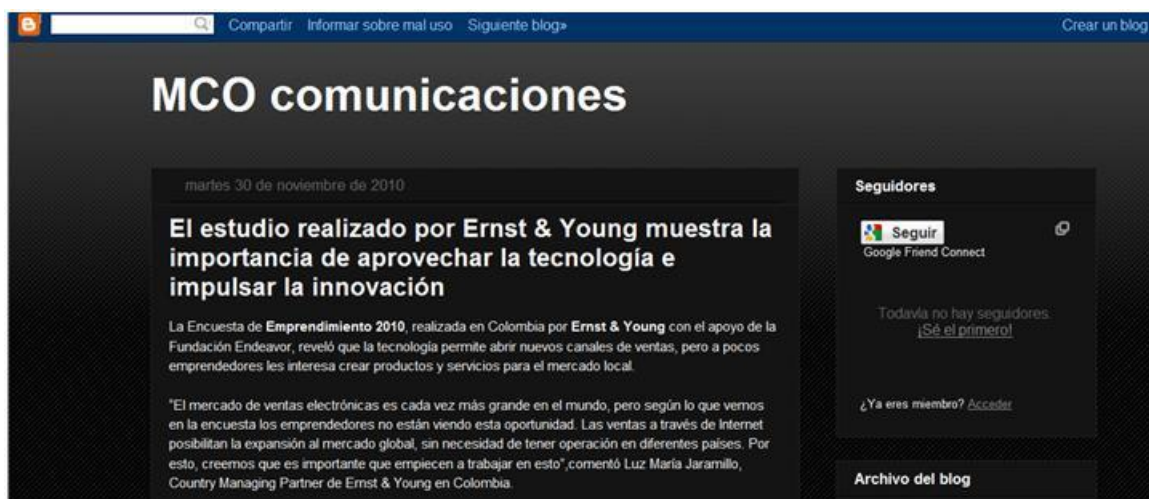 Compartir Informar sobre mal uso Siguiente blog» Crear un blog
MCO comunicaciones
martes 30 de noviembre de 2010
El estudio realizado por Ernst & Young muestra la
importancia de aprovechar la tecnología e
impulsar la innovación
La Encuesta de Emprendimiento 2010, realizada en Colombia por Ernst & Young con el apoyo de la
Fundación Endeavor, reveló que la tecnología permite abrir nuevos canales de ventas, pero a pocos
emprendedores les interesa crear productos y servicios para el mercado local.
"El mercado de ventas electrónicas es cada vez más grande en el mundo, pero según lo que vemos
en la encuesta los emprendedores no están viendo esta oportunidad. Las ventas a través de Internet
posibilitan la expansión al mercado global, sin necesidad de tener operación en diferentes países. Por
esto, creemos que es importante que empiecen a trabajar en esto",comentó Luz María Jaramillo,
Country Managing Partner de Ernst & Young en Colombia.
Seguidores
Seguir
Google Friend Connect
Todavía no hay seguidores.
¡Sé el primero!
¿Ya eres miembro? Acceder
Archivo del blog